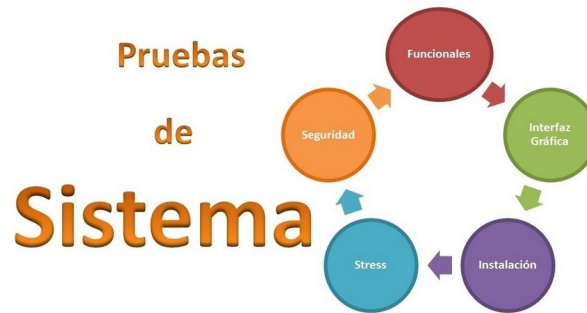 Pruebas
de
Sistema
Funcionales
Interfaz
Gráfica
Instalación
Stress
Seguridad